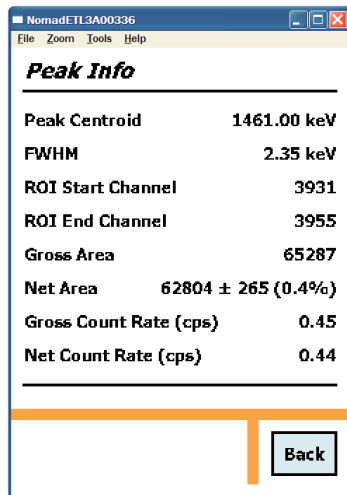 NomadETL3A00336
File Zoom Tools Help
Peak Info
Peak Centroid 1461.00 keV
FWHM 2.35 keV
ROI Start Channel 3931
ROI End Channel 3955
Gross Area 65287
Net Area 62804 ± 265 (0.4%)
Gross Count Rate (cps) 0.45
Net Count Rate (cps) 0.44
Back